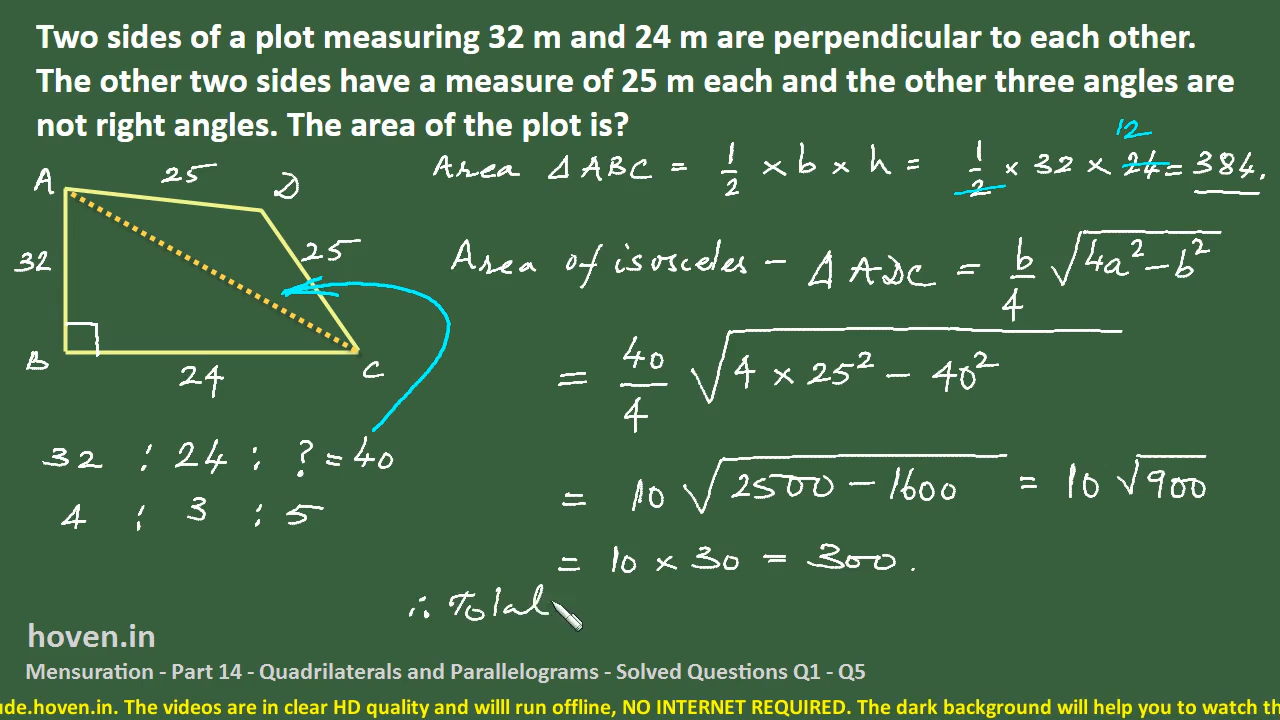 Two sides of a plot measuring 32 m and 24 m are perpendicular to each other.
The other two sides have a measure of 25 m each and the other three angles are
not right angles. The area of the plot is?
12
Area ΔABC = 1/2 × b × h = 1/2 × 32 × 24 = 384.
A 25 D
32 25
B 24 C
Area of isosceles - ΔADC = b/4 √4a² - b²
= 40/4 √4 × 25² - 40²
32 : 24 : ? = 40
4 : 3 : 5
= 10 √2500 - 1600 = 10 √900
= 10 × 30 = 300.
∴ Total
hoven.in
Mensuration - Part 14 - Quadrilaterals and Parallelograms - Solved Questions Q1 - Q5
ude.hoven.in. The videos are in clear HD quality and willl run offline, NO INTERNET REQUIRED. The dark background will help you to watch th